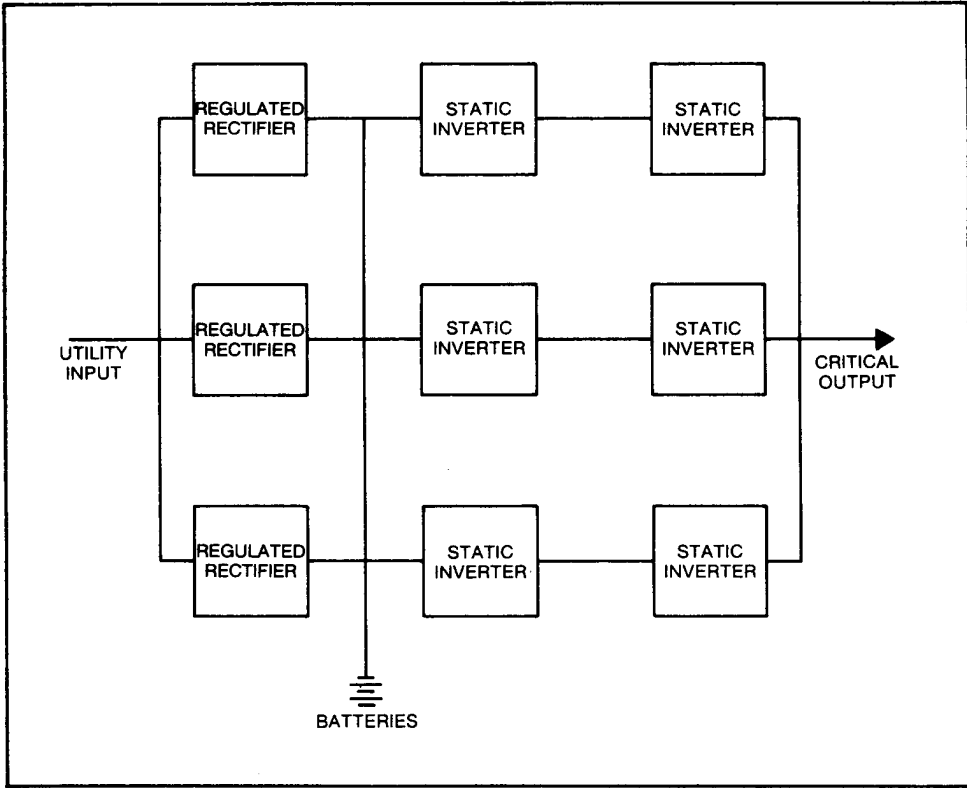 REGULATED
RECTIFIER
STATIC
INVERTER
STATIC
INVERTER
REGULATED
RECTIFIER
STATIC
INVERTER
STATIC
INVERTER
UTILITY
INPUT
CRITICAL
OUTPUT
REGULATED
RECTIFIER
STATIC
INVERTER
STATIC
INVERTER
BATTERIES